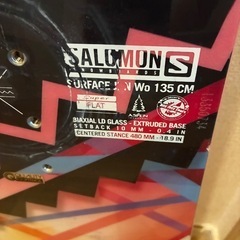 SALOMON S
SNOWBOARDS
Wo 135 CM
FLAT
BIAXIAL LD GLASS - EXTRUDED BASE
SETBACK 10 MM - 0.4 IN
CENTERED STANCE 480 MM - 18.9 IN